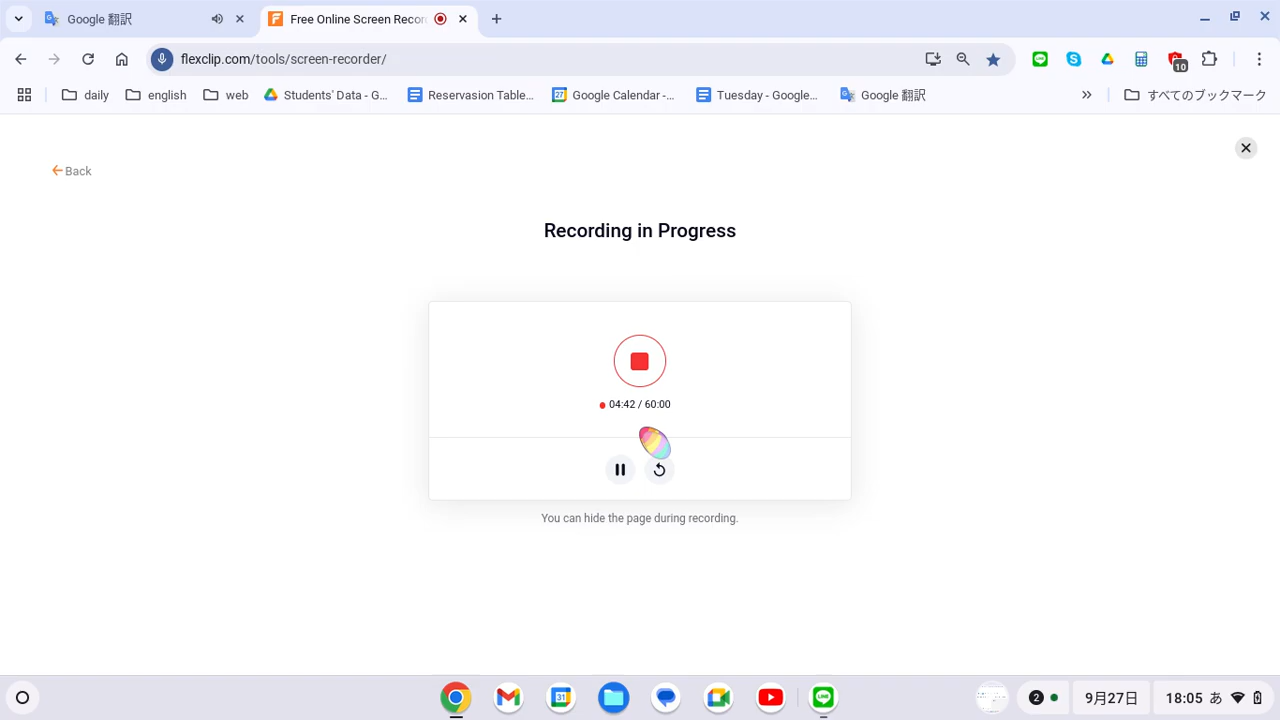 Google 翻訳
Free Online Screen Recor
flexclip.com/tools/screen-recorder/
10
daily
english
web
Students' Data - G...
Reservasion Table...
27
Google Calendar -...
Tuesday - Google...
Google 翻訳
すべてのブックマーク
Back
Recording in Progress
04:42 / 60:00
You can hide the page during recording.
31
2
9月27日
18:05 あ